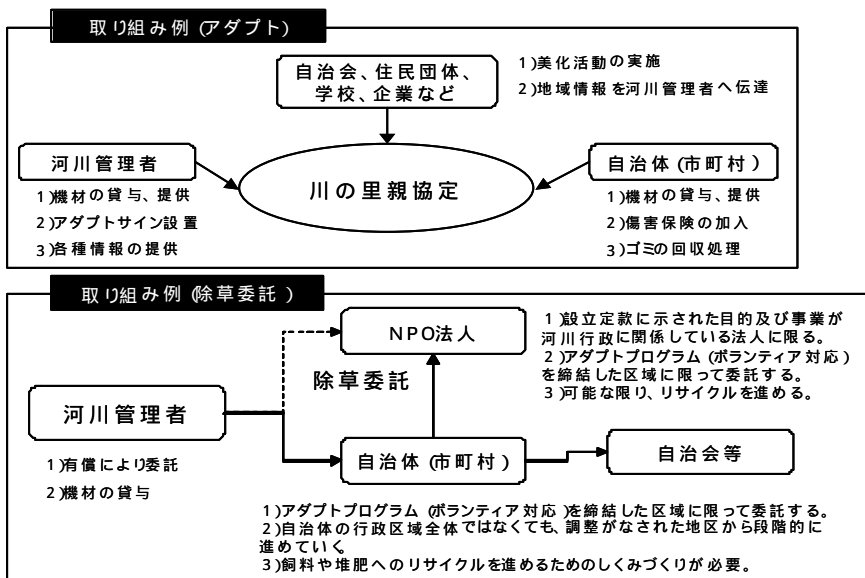 取り組み例(アダプト)
自治会、住民団体、
学校、企業など
1)美化活動の実施
2)地域情報を河川管理者へ伝達
河川管理者
1)機材の貸与、提供
2)アダプトサイン設置
3)各種情報の提供
川の里親協定
自治体(市町村)
1)機材の貸与、提供
2)傷害保険の加入
3)ゴミの回収処理
取り組み例(除草委託)
NPO法人
1)設立定款に示された目的及び事業が
河川行政に関係している法人に限る。
2)アダプトプログラム(ボランティア対応)
を締結した区域に限って委託する。
3)可能な限り、リサイクルを進める。
除草委託
河川管理者
1)有償により委託
2)機材の貸与
自治体(市町村)
自治会等
1)アダプトプログラム(ボランティア対応)を締結した区域に限って委託する。
2)自治体の行政区域全体ではなくても、調整がなされた地区から段階的に
進めていく
3)飼料や堆肥へのリサイクルを進めるためのしくみづくりが必要。